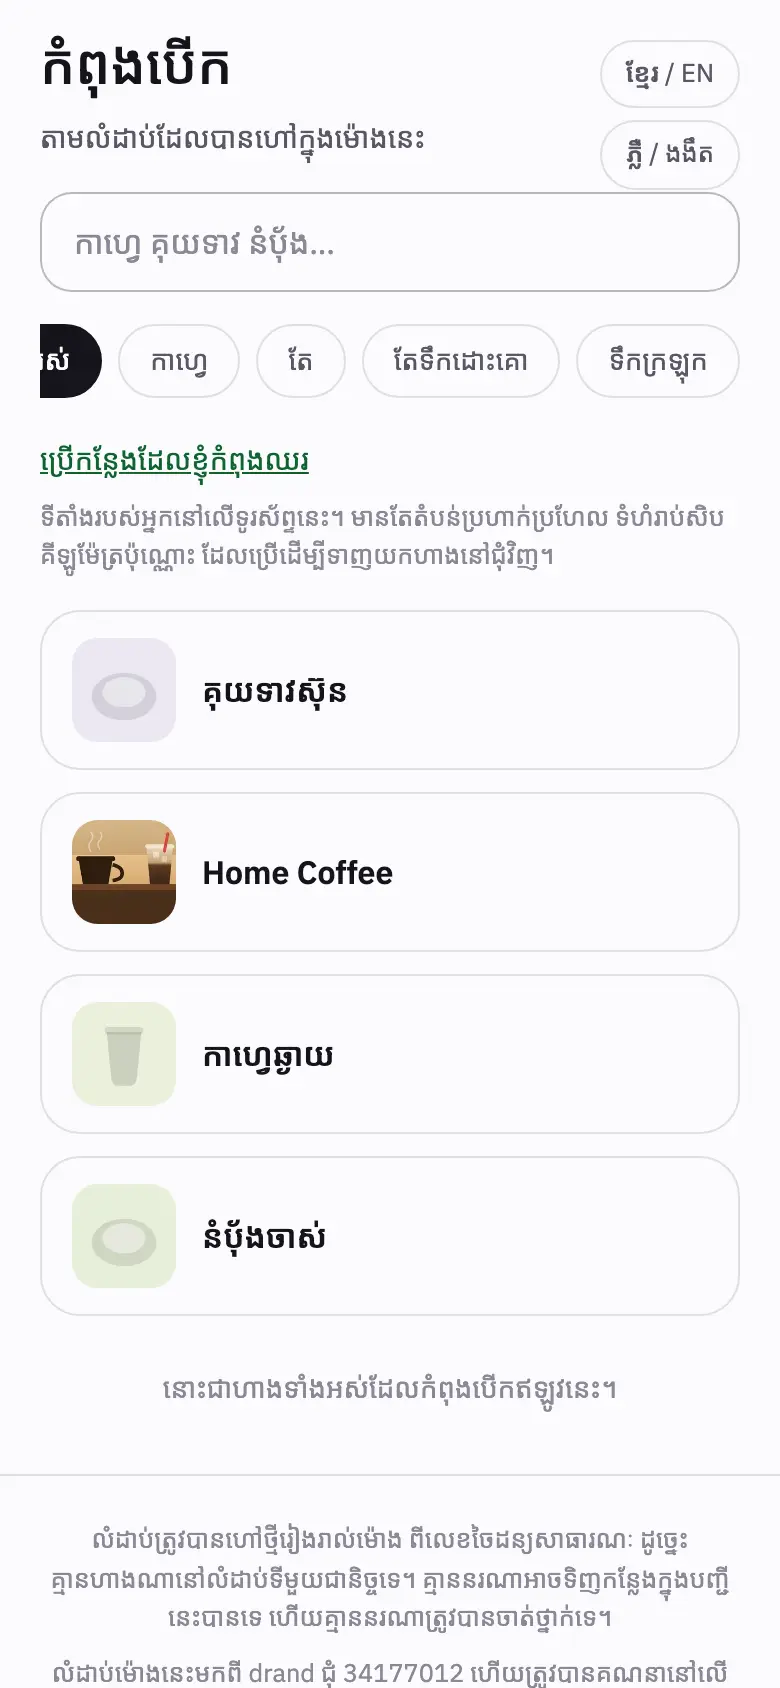 កំពុងបើក
ខ្មែរ / EN
តាមលំដាប់ដែលបានហៅក្នុងម៉ោងនេះ
ភ្លឺ / ងងឹត
កាហ្វេ គុយទាវ នំប៉័ង...
កាហ្វេ
តែ
តែទឹកដោះគោ
ទឹកក្រឡុក
ប្រើកន្លែងដែលខ្ញុំកំពុងឈរ
ទីតាំងរបស់អ្នកនៅលើទូរស័ព្ទនេះ។ មានតែតំបន់ប្រហាក់ប្រហែល ទំហំរាប់សិប
គីឡូម៉ែត្រប៉ុណ្ណោះ ដែលប្រើដើម្បីទាញយកហាងនៅជុំវិញ។
គុយទាវស៊ុន
Home Coffee
កាហ្វេឆ្ងាយ
នំប៉័ងចាស់
នោះជាហាងទាំងអស់ដែលកំពុងបើកឥឡូវនេះ។
លំដាប់ត្រូវបានហៅថ្មីរៀងរាល់ម៉ោង ពីលេខចៃដន្យសាធារណៈ ដូច្នេះ
គ្មានហាងណានៅលំដាប់ទីមួយជានិច្ចទេ។ គ្មាននរណាអាចទិញកន្លែងក្នុងបញ្ជី
នេះបានទេ ហើយគ្មាននរណាត្រូវបានចាត់ថ្នាក់ទេ។
លំដាប់ម៉ោងនេះមកពី drand ជុំ 34177012 ហើយត្រូវបានគណនានៅលើ